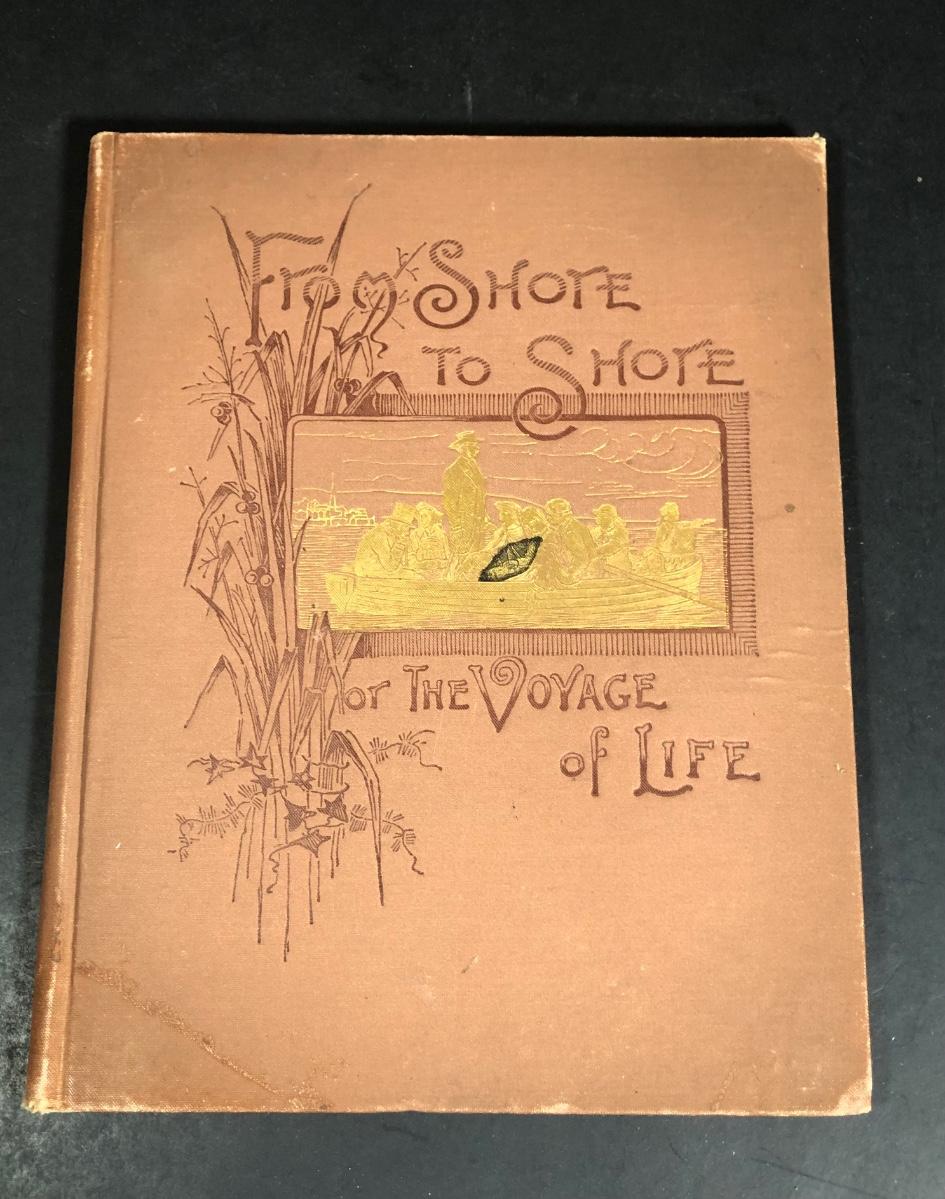 From Shore
to Shore
or The Voyage
of Life